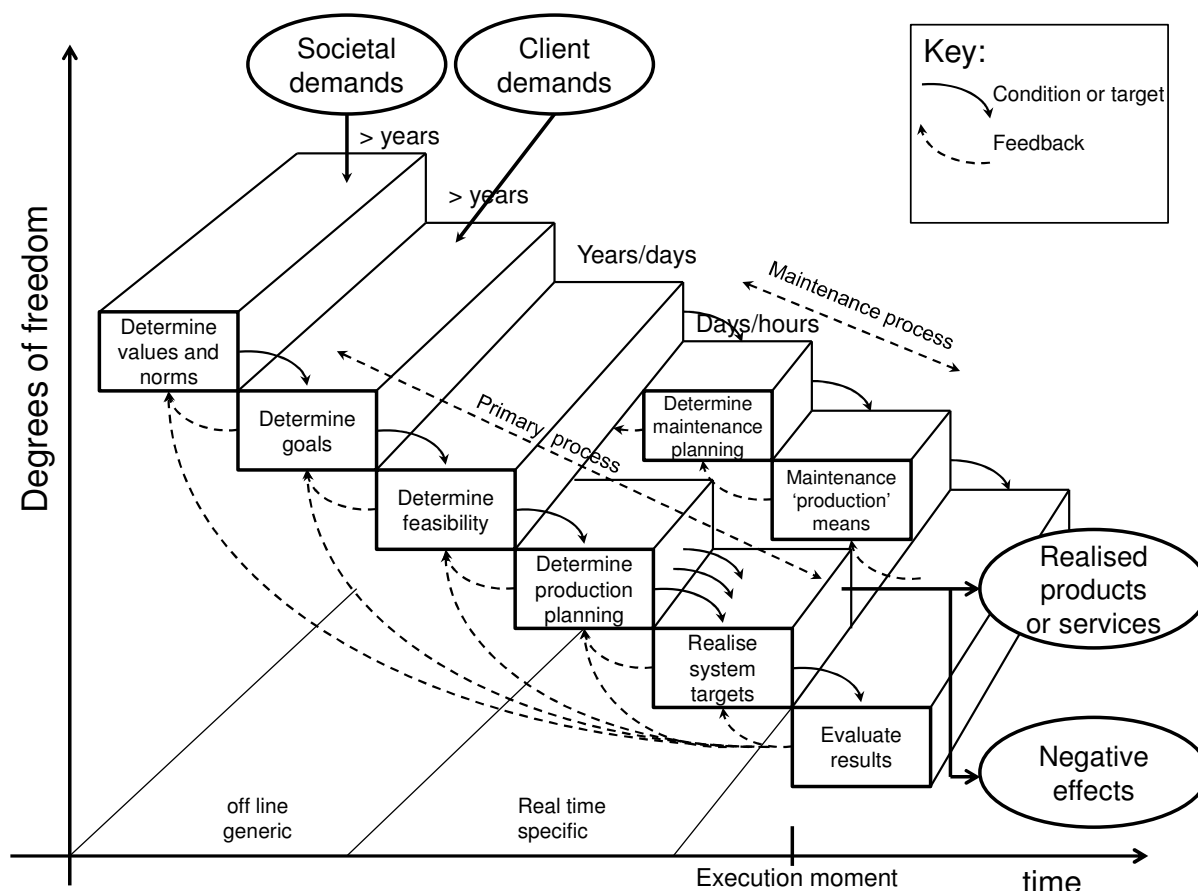 Societal
demands
Client
demands
Key:
Condition or target
Feedback
> years
> years
Years/days
Days/hours
Maintenance process
Primary process
Degrees of freedom
Determine
values and
norms
Determine
goals
Determine
feasibility
Determine
production
planning
Realise
system
targets
Evaluate
results
Determine
maintenance
planning
Maintenance
‘production’
means
Realised
products
or services
Negative
effects
off line
generic
Real time
specific
Execution moment
time